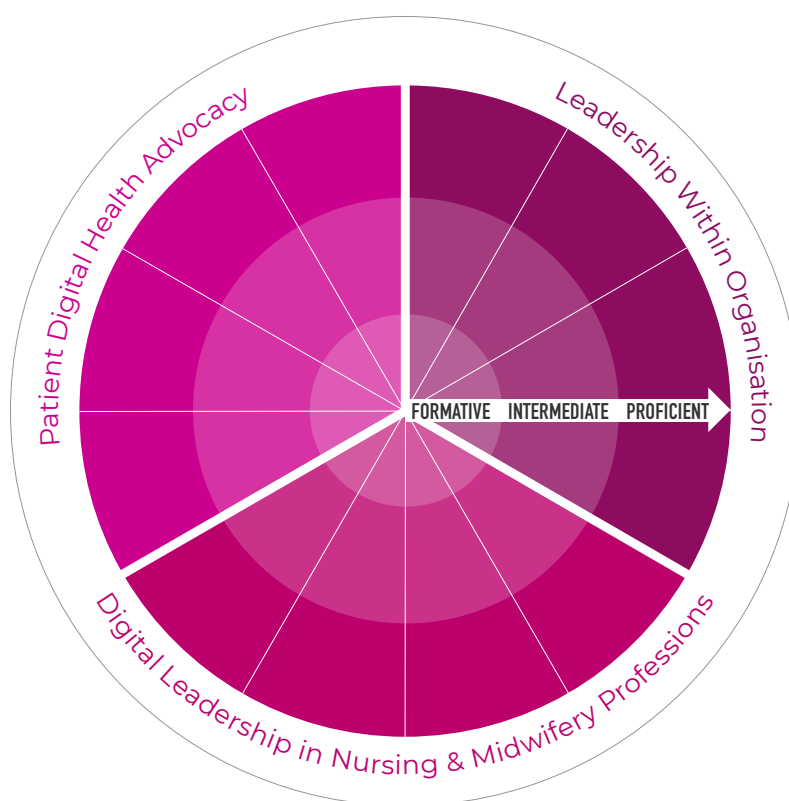 Patient Digital Health Advocacy
Leadership Within Organisation
FORMATIVE INTERMEDIATE PROFICIENT
Digital Leadership in Nursing & Midwifery Professions